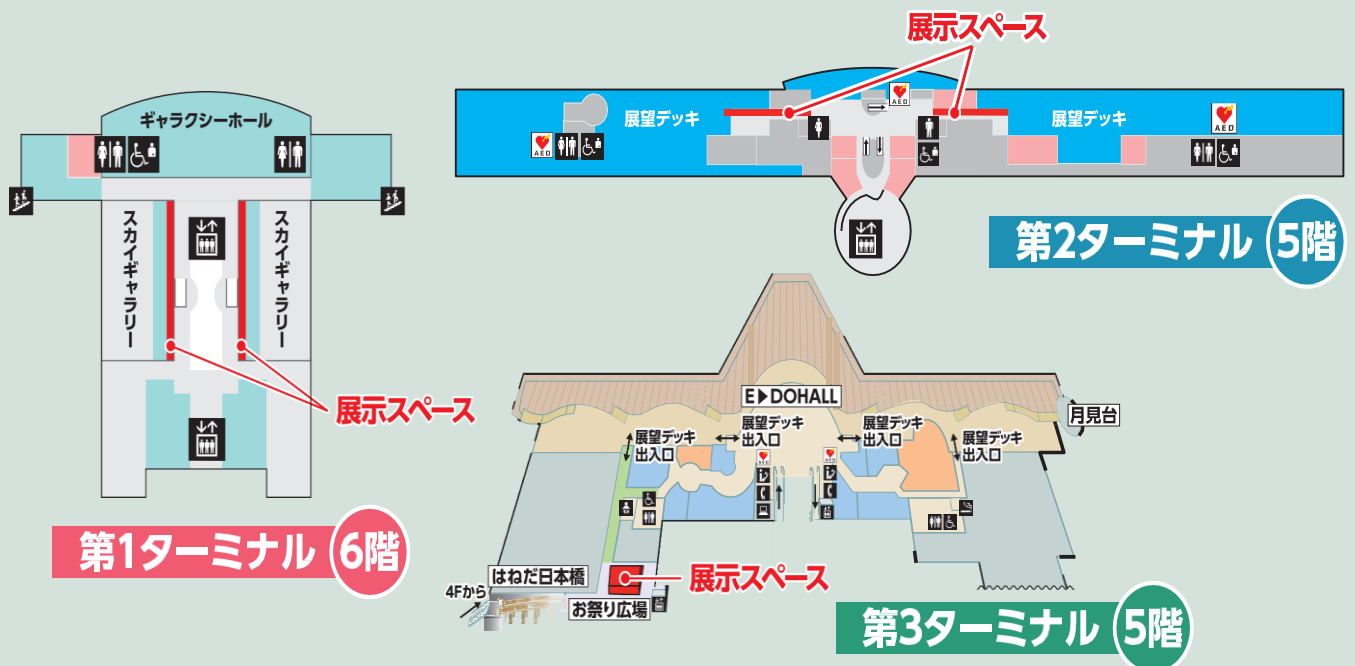 ギャラクシーホール
スカイギャラリー
スカイギャラリー
展示スペース
第1ターミナル 6階
展示スペース
展望デッキ
展望デッキ
AED
AED
AED
第2ターミナル 5階
E▶DOHALL
月見台
展望デッキ
出入口
展望デッキ
出入口
展望デッキ
出入口
展望デッキ
出入口
AED
AED
はねだ日本橋
4Fから
お祭り広場
展示スペース
第3ターミナル 5階